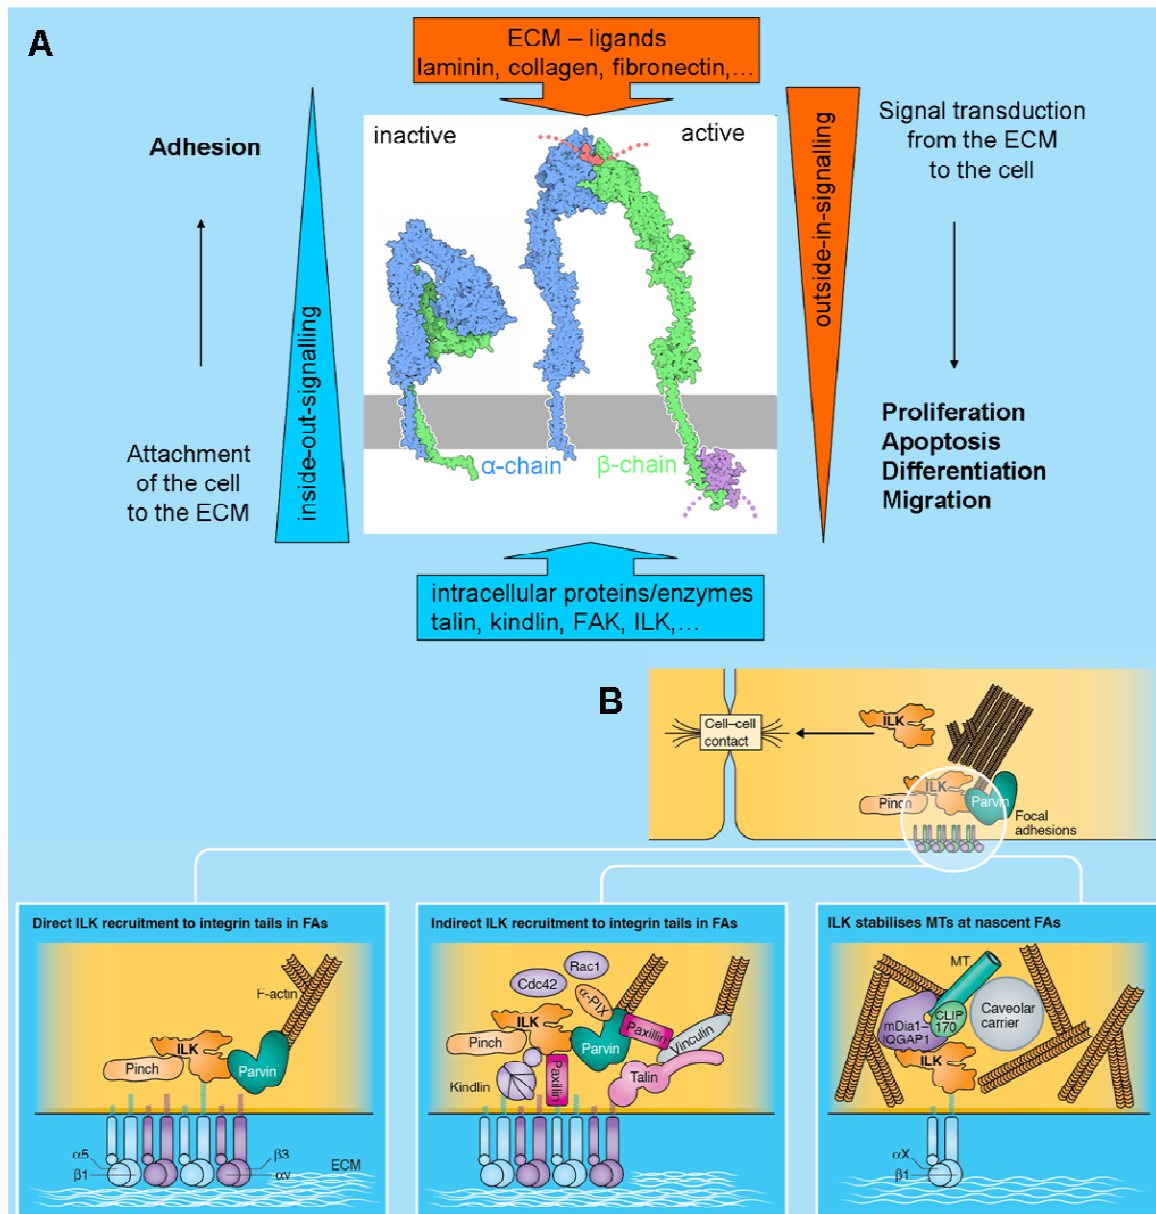 A
ECM – ligands
laminin, collagen, fibronectin,...
inactive
active
Adhesion
Signal transduction
from the ECM
to the cell
inside-out-signalling
outside-in-signalling
Attachment
of the cell
to the ECM
α-chain
β-chain
Proliferation
Apoptosis
Differentiation
Migration
intracellular proteins/enzymes
talin, kindlin, FAK, ILK,...
B
Cell–cell
contact
ILK
ILK
Pinch
Parvin
Focal
adhesions
Direct ILK recruitment to integrin tails in FAs
F-actin
ILK
Pinch
Parvin
α5
β1
β3
αv
ECM
Indirect ILK recruitment to integrin tails in FAs
Rac1
Cdc42
α-PIX
ILK
Pinch
Parvin
Paxillin
Vinculin
Kindlin
Paxillin
Talin
ILK stabilises MTs at nascent FAs
MT
CLIP
170
mDia1–
IQGAP1
Caveolar
carrier
ILK
αX
β1